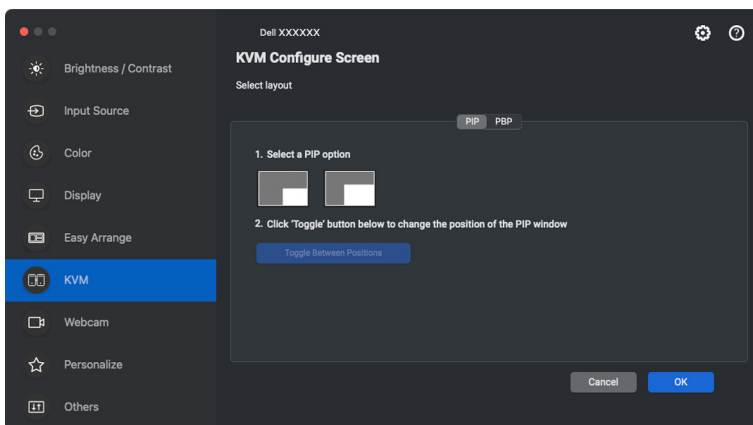 Dell XXXXXX
KVM Configure Screen
Select layout
Brightness / Contrast
Input Source
Color
Display
Easy Arrange
KVM
Webcam
Personalize
Others
PIP PBP
1. Select a PIP option
2. Click 'Toggle' button below to change the position of the PIP window
Toggle Between Positions
Cancel OK